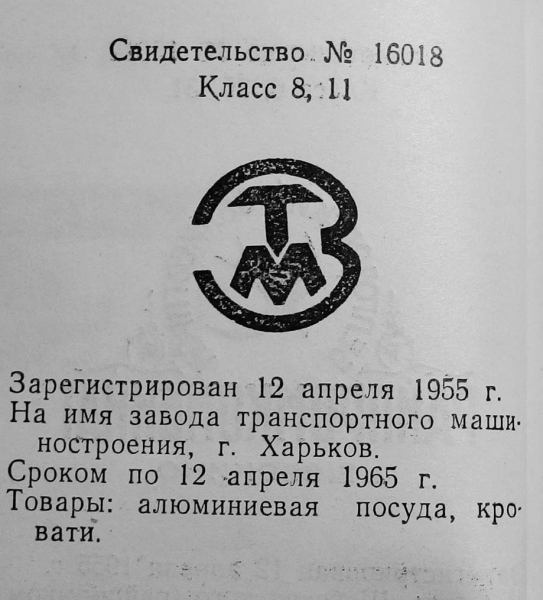 Свидетельство № 16018
Класс 8, 11
ТМЗ
Зарегистрирован 12 апреля 1955 г.
На имя завода транспортного маши-
ностроения, г. Харьков.
Сроком по 12 апреля 1965 г.
Товары: алюминиевая посуда, кро-
вати.